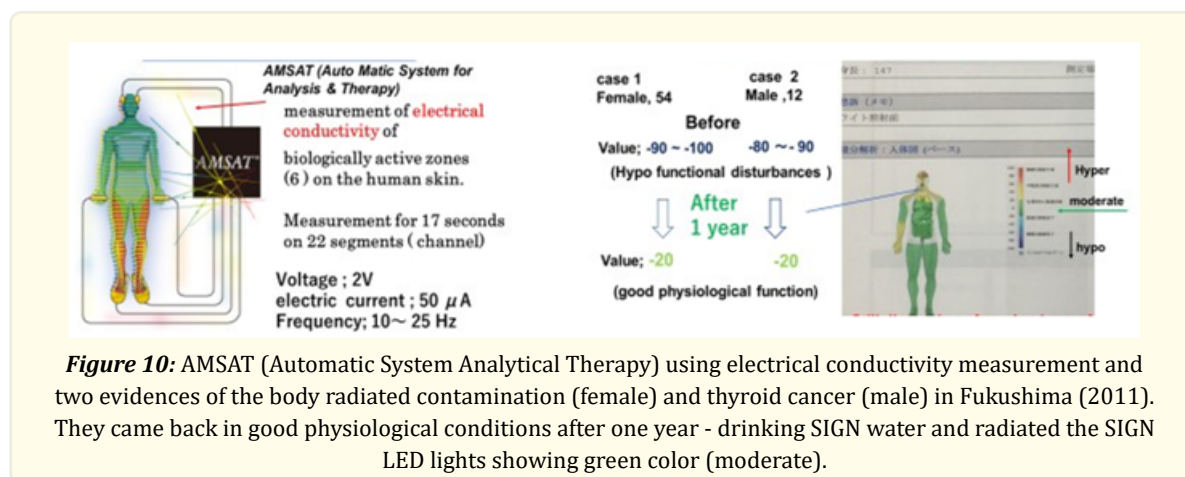 AMSAT (Auto Matic System for
Analysis & Therapy)
measurement of electrical
conductivity of
biologically active zones
(6 ) on the human skin.
Measurement for 17 seconds
on 22 segments ( channel)
Voltage ; 2V
electric current ; 50 μA
Frequency; 10～ 25 Hz
AMSAT
case 1
Female, 54
case 2
Male ,12
Before
Value; -90 ~ -100
-80 ～- 90
(Hypo functional disturbances )
After
1 year
Value; -20
-20
(good physiological function)
147
Hyper
moderate
hypo
Figure 10: AMSAT (Automatic System Analytical Therapy) using electrical conductivity measurement and
two evidences of the body radiated contamination (female) and thyroid cancer (male) in Fukushima (2011).
They came back in good physiological conditions after one year - drinking SIGN water and radiated the SIGN
LED lights showing green color (moderate).